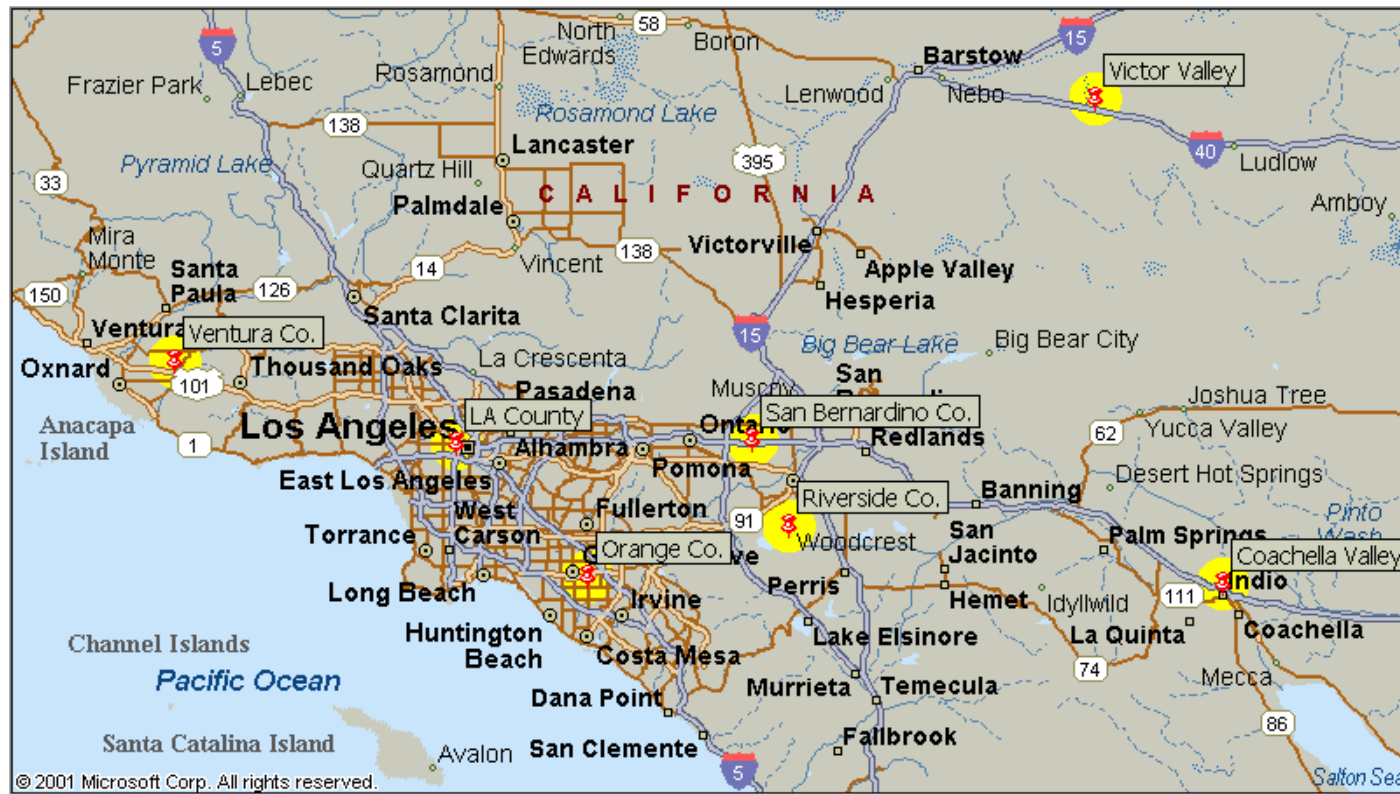 5
58
North
Edwards
Boron
15
Barstow
Victor Valley
Frazier Park
Lebec
Rosamond
Lenwood
Nebo
Rosamond Lake
138
Lancaster
395
40
Ludlow
Pyramid Lake
Quartz Hill
33
CALIFORNIA
Palmdale
Amboy
Mira
Monte
Victorville
138
Vincent
14
Apple Valley
Santa
Paula
126
150
Hesperia
Santa Clarita
Ventura
Ventura Co.
15
Big Bear Lake
Big Bear City
La Crescenta
Oxnard
101
Thousand Oaks
San
Pasadena
Joshua Tree
LA County
San Bernardino Co.
Anacapa
Island
1
Los Angeles
Alhambra
Ontario
Redlands
62
Yucca Valley
Pomona
East Los Angeles
Desert Hot Springs
West
Carson
Fullerton
Riverside Co.
Banning
91
Pinto
Wash
Torrance
Orange Co.
Woodcrest
San
Jacinto
Palm Springs
Coachella Valley
Long Beach
Irvine
Perris
Hemet
Idyllwild
111
Indio
La Quinta
Coachella
Huntington
Beach
Costa Mesa
Lake Elsinore
Channel Islands
Pacific Ocean
74
Mecca
Murrieta
Temecula
Dana Point
86
Santa Catalina Island
Avalon
San Clemente
5
Fallbrook
Salton Sea
© 2001 Microsoft Corp. All rights reserved.